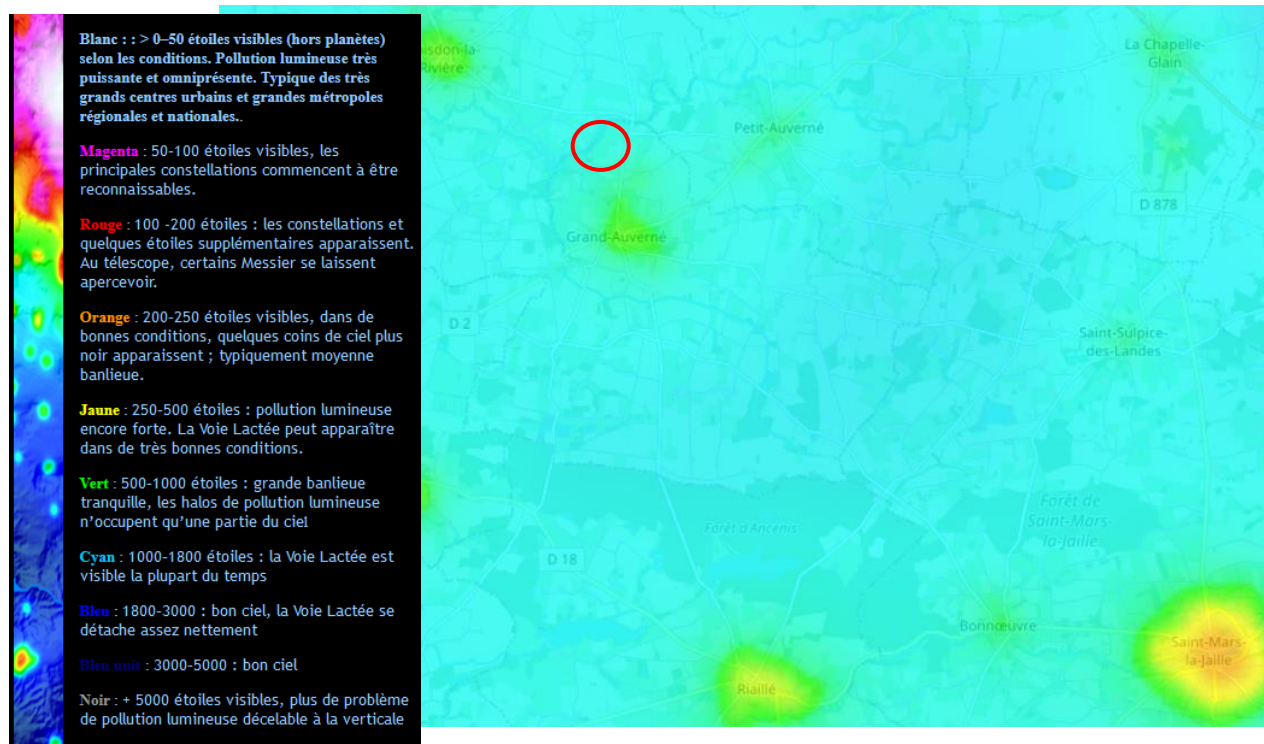 Blanc : : > 0–50 étoiles visibles (hors planètes)
selon les conditions. Pollution lumineuse très
puissante et omniprésente. Typique des très
grands centres urbains et grandes métropoles
régionales et nationales..
Magenta : 50-100 étoiles visibles, les
principales constellations commencent à être
reconnaissables.
Rouge : 100 -200 étoiles : les constellations et
quelques étoiles supplémentaires apparaissent.
Au télescope, certains Messier se laissent
apercevoir.
Orange : 200-250 étoiles visibles, dans de
bonnes conditions, quelques coins de ciel plus
noir apparaissent ; typiquement moyenne
banlieue.
Jaune : 250-500 étoiles : pollution lumineuse
encore forte. La Voie Lactée peut apparaître
dans de très bonnes conditions.
Vert : 500-1000 étoiles : grande banlieue
tranquille, les halos de pollution lumineuse
n'occupent qu'une partie du ciel
Cyan : 1000-1800 étoiles : la Voie Lactée est
visible la plupart du temps
Bleu : 1800-3000 : bon ciel, la Voie Lactée se
détache assez nettement
Bleu nuit : 3000-5000 : bon ciel
Noir : + 5000 étoiles visibles, plus de problème
de pollution lumineuse décelable à la verticale
isdon-la-
Rivière
La Chapelle-
Glain
Petit-Auverné
D 878
Grand-Auverné
D 2
Saint-Sulpice-
des-Landes
Forêt de
Saint-Mars-
la-Jaille
Forêt d'Ancenis
D 18
Bonnœuvre
Saint-Mars-
la-Jaille
Riaillé